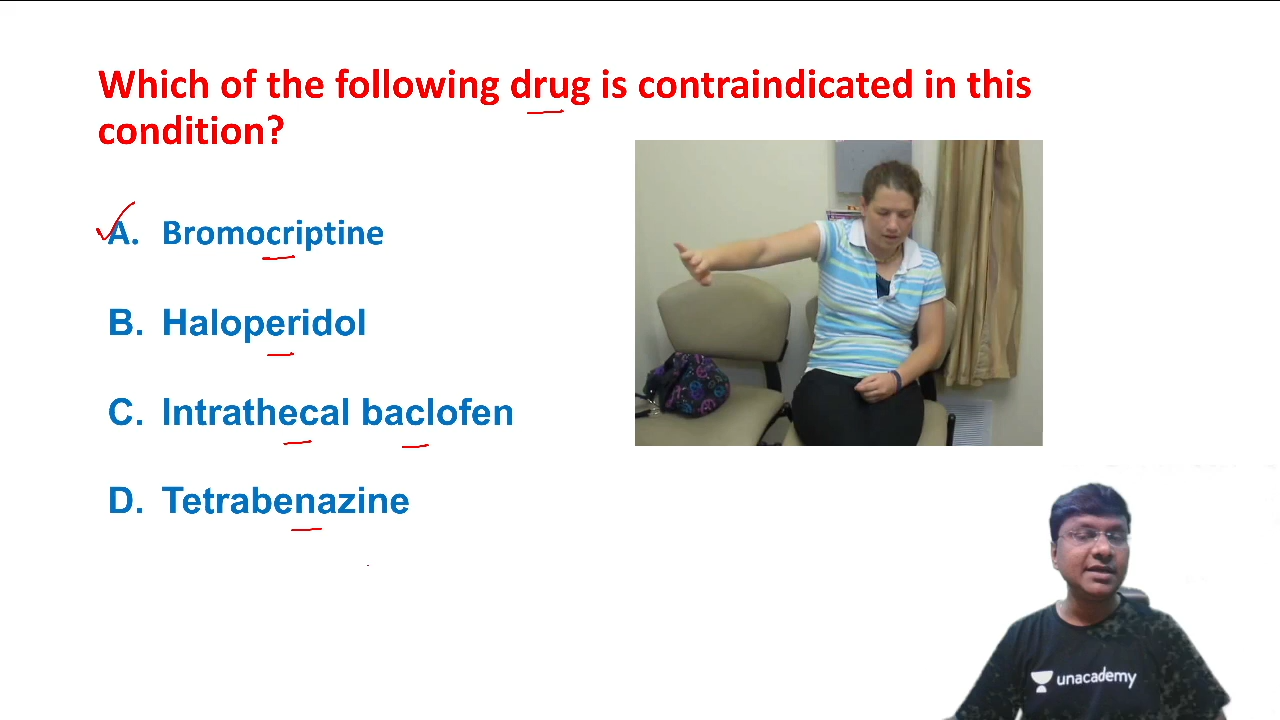 Which of the following drug is contraindicated in this
condition?
A. Bromocriptine
B. Haloperidol
C. Intrathecal baclofen
D. Tetrabenazine
unacademy